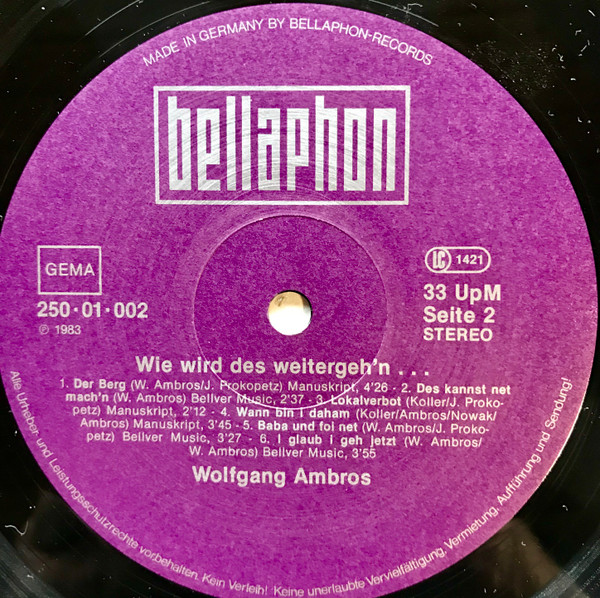 MADE IN GERMANY BY BELLAPHON-RECORDS
bellaphon
GEMA
250·01·002
℗ 1983
LC 1421
33 UpM
Seite 2
STEREO
Wie wird des weitergeh'n . . .
1. Der Berg (W. Ambros/J. Prokopetz) Manuskript, 4'26 - 2. Des kannst net
mach'n (W. Ambros) Bellver Music, 2'37 - 3. Lokalverbot (Koller/J. Proko-
petz) Manuskript, 2'12 - 4. Wann bin i daham (Koller/Ambros/Nowak/
Ambros) Manuskript, 3'45 - 5. Baba und foi net (W. Ambros/J. Pro-
kopetz) Bellver Music, 3'27 - 6. I glaub i geh jetzt (W. Ambros/
W. Ambros) Bellver Music, 3'55
Wolfgang Ambros
Alle Urheber- und Leistungsschutzrechte vorbehalten. Kein Verleih! Keine unerlaubte Vervielfältigung, Vermietung, Aufführung und Sendung!